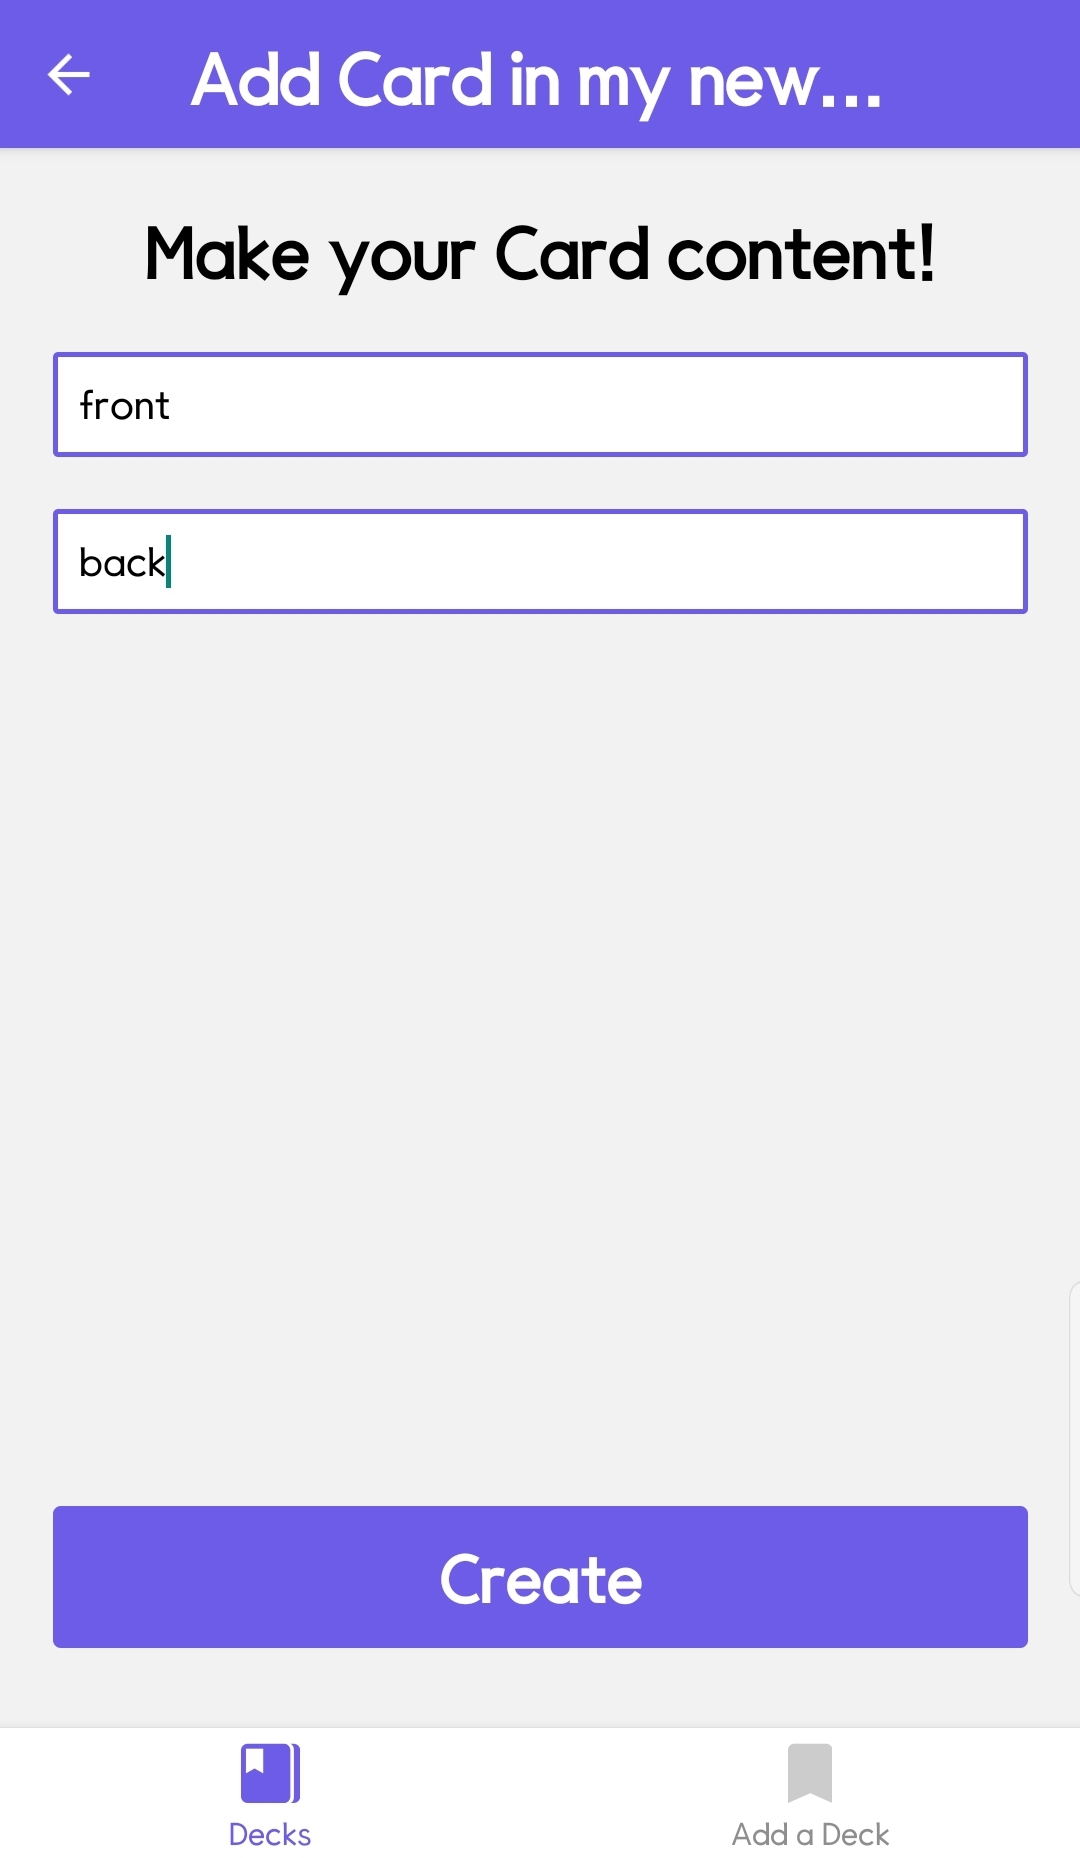 Add Card in my new...
Make your Card content!
front
back
Create
Decks
Add a Deck